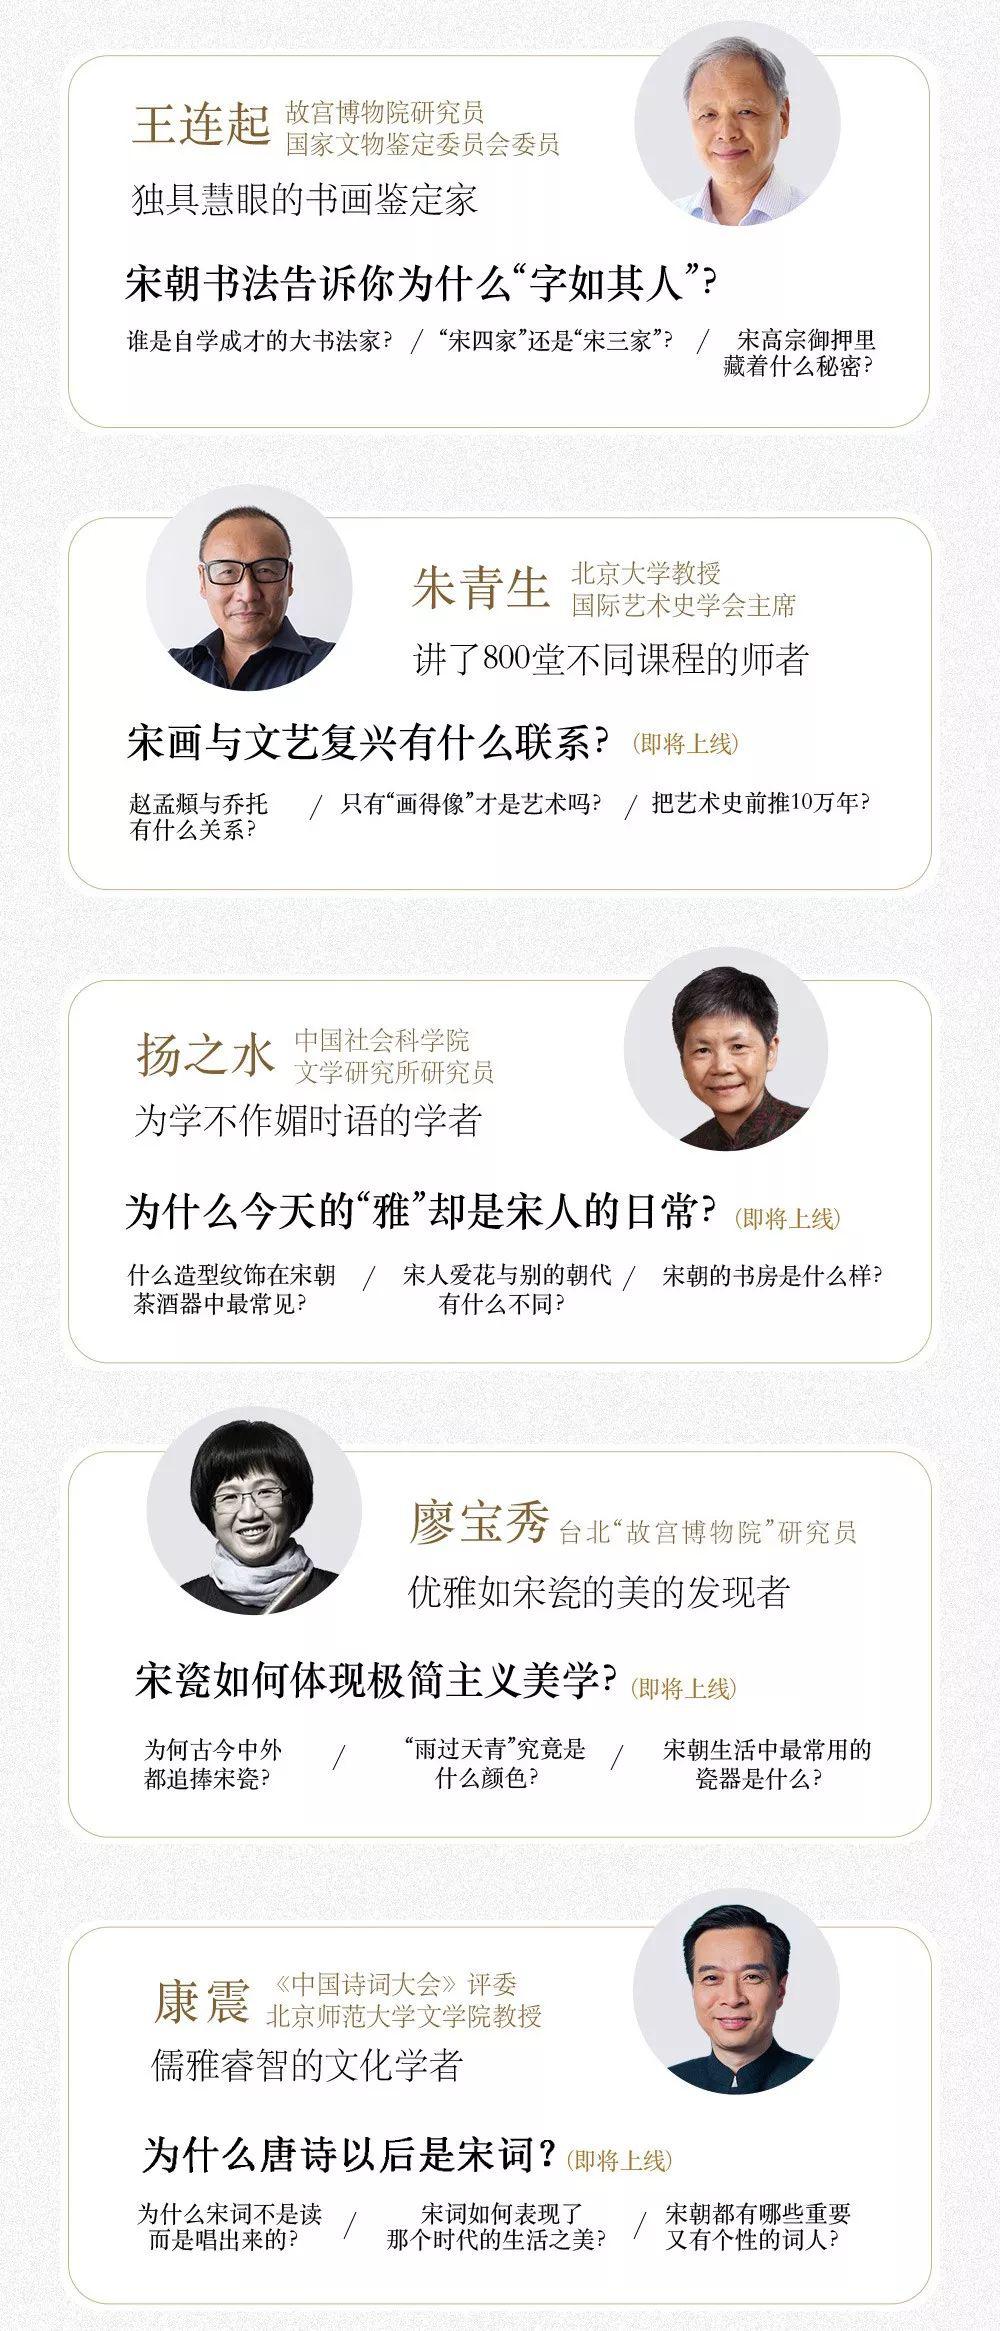 王连起
故宫博物院研究员
国家文物鉴定委员会委员
独具慧眼的书画鉴定家
宋朝书法告诉你为什么“字如其人”?
谁是自学成才的大书法家? / “宋四家”还是“宋三家”? / 宋高宗御押里
藏着什么秘密?
朱青生
北京大学教授
国际艺术史学会主席
讲了800堂不同课程的师者
宋画与文艺复兴有什么联系? (即将上线)
赵孟頫与乔托
有什么关系?
/ 只有“画得像”才是艺术吗? / 把艺术史前推10万年?
扬之水
中国社会科学院
文学研究所研究员
为学不作媚时语的学者
为什么今天的“雅”却是宋人的日常? (即将上线)
什么造型纹饰在宋朝
茶酒器中最常见?
/
宋人爱花与别的朝代
有什么不同?
/ 宋朝的书房是什么样?
廖宝秀 台北“故宫博物院”研究员
优雅如宋瓷的美的发现者
宋瓷如何体现极简主义美学? (即将上线)
为何古今中外
都追捧宋瓷?
/
“雨过天青”究竟是
什么颜色?
/
宋朝生活中最常用的
瓷器是什么?
康震
《中国诗词大会》评委
北京师范大学文学院教授
儒雅睿智的文化学者
为什么唐诗以后是宋词? (即将上线)
为什么宋词不是读
而是唱出来的?
/
宋词如何表现了
那个时代的生活之美?
/
宋朝都有哪些重要
又有个性的词人?